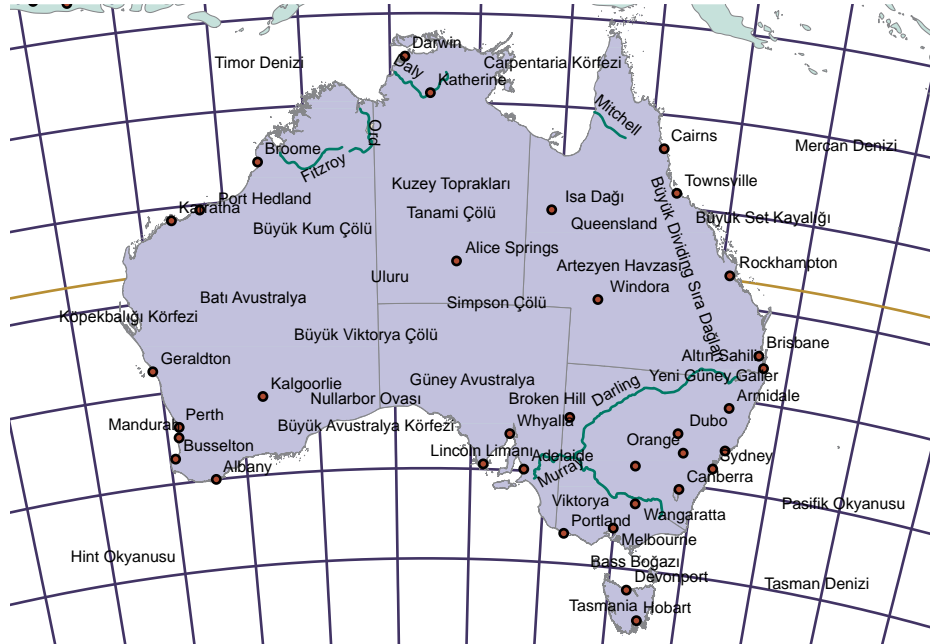 Darwin
Timor Denizi
Daly
Carpentaria Körfezi
Katherine
Mitchell
Ord
Cairns
Mercan Denizi
Broome
Fitzroy
Kuzey Toprakları
Townsville
Isa Dağı
Port Hedland
Karratha
Tanami Çölü
Queensland
Büyük Set Kayalığı
Büyük Kum Çölü
Büyük Dividing Sıra Dağları
Alice Springs
Artezyen Havzası
Rockhampton
Uluru
Windora
Batı Avustralya
Simpson Çölü
Köpekbalığı Körfezi
Büyük Viktorya Çölü
Brisbane
Geraldton
Altın Sahili
Yeni Güney Galler
Güney Avustralya
Kalgoorlie
Darling
Nullarbor Ovası
Broken Hill
Armidale
Perth
Mandurah
Büyük Avustralya Körfezi
Whyalla
Dubo
Busselton
Orange
Lincoln Limanı
Adelaide
Sydney
Albany
Murray
Canberra
Viktorya
Pasifik Okyanusu
Wangaratta
Portland
Melbourne
Hint Okyanusu
Bass Boğazı
Devonport
Tasman Denizi
Tasmania
Hobart